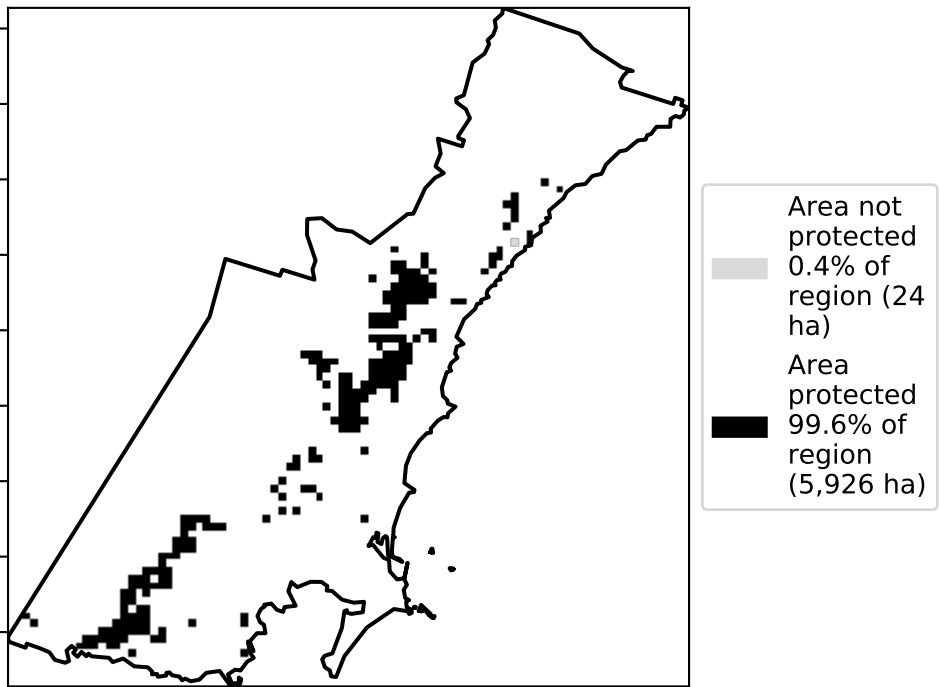 Area not
protected
0.4% of
region (24
ha)
Area
protected
99.6% of
region
(5,926 ha)